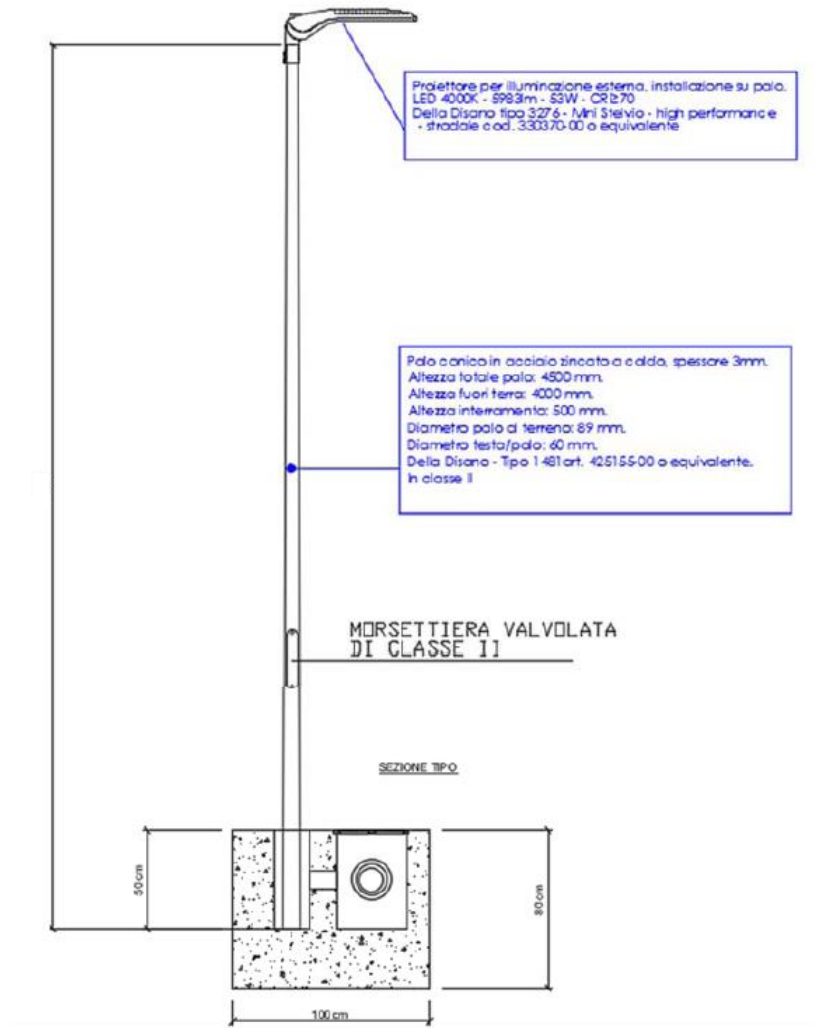 Proiettore per illuminazione esterna, installazione su palo.
LED 4000K - 5983lm - 53W - CRI≥70
Della Disano tipo 3276 - Mini Stelvio - high performance
- stradale cod. 330370-00 o equivalente
Palo conico in acciaio zincato a caldo, spessore 3mm.
Altezza totale palo: 4500 mm.
Altezza fuori terra: 4000 mm.
Altezza interramento: 500 mm.
Diametro palo al terreno: 89 mm.
Diametro testa/palo: 60 mm.
Della Disano - Tipo 1481 art. 425155-00 o equivalente.
In classe II
MORSETTIERA VALVOLATA
DI CLASSE II
SEZIONE TIPO
50cm
80cm
100cm